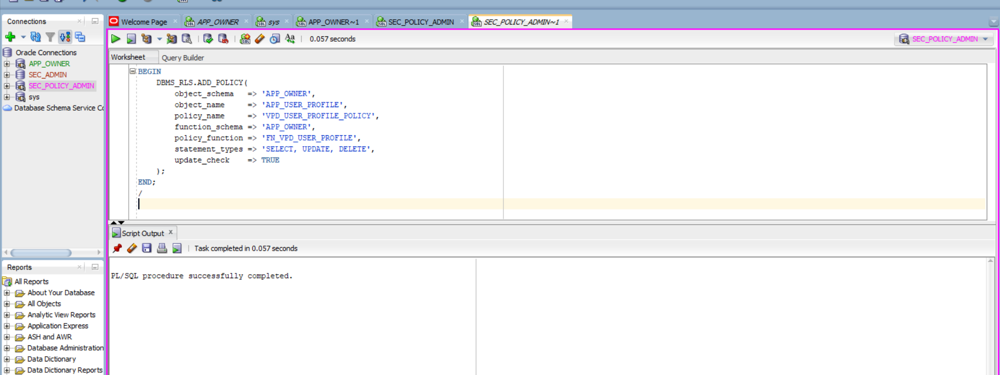 Connections
Welcome Page
APP_OWNER
sys
APP_OWNER~1
SEC_POLICY_ADMIN
SEC_POLICY_ADMIN~1
0.057 seconds
SEC_POLICY_ADMIN
Oracle Connections
APP_OWNER
SEC_ADMIN
SEC_POLICY_ADMIN
sys
Database Schema Service Co
Worksheet
Query Builder
BEGIN
    DBMS_RLS.ADD_POLICY(
        object_schema   => 'APP_OWNER',
        object_name     => 'APP_USER_PROFILE',
        policy_name     => 'VPD_USER_PROFILE_POLICY',
        function_schema => 'APP_OWNER',
        policy_function => 'FN_VPD_USER_PROFILE',
        statement_types => 'SELECT, UPDATE, DELETE',
        update_check    => TRUE
    );
END;
/
Script Output
Task completed in 0.057 seconds
PL/SQL procedure successfully completed.
Reports
All Reports
About Your Database
All Objects
Analytic View Reports
Application Express
ASH and AWR
Database Administration
Data Dictionary
Data Dictionary Reports